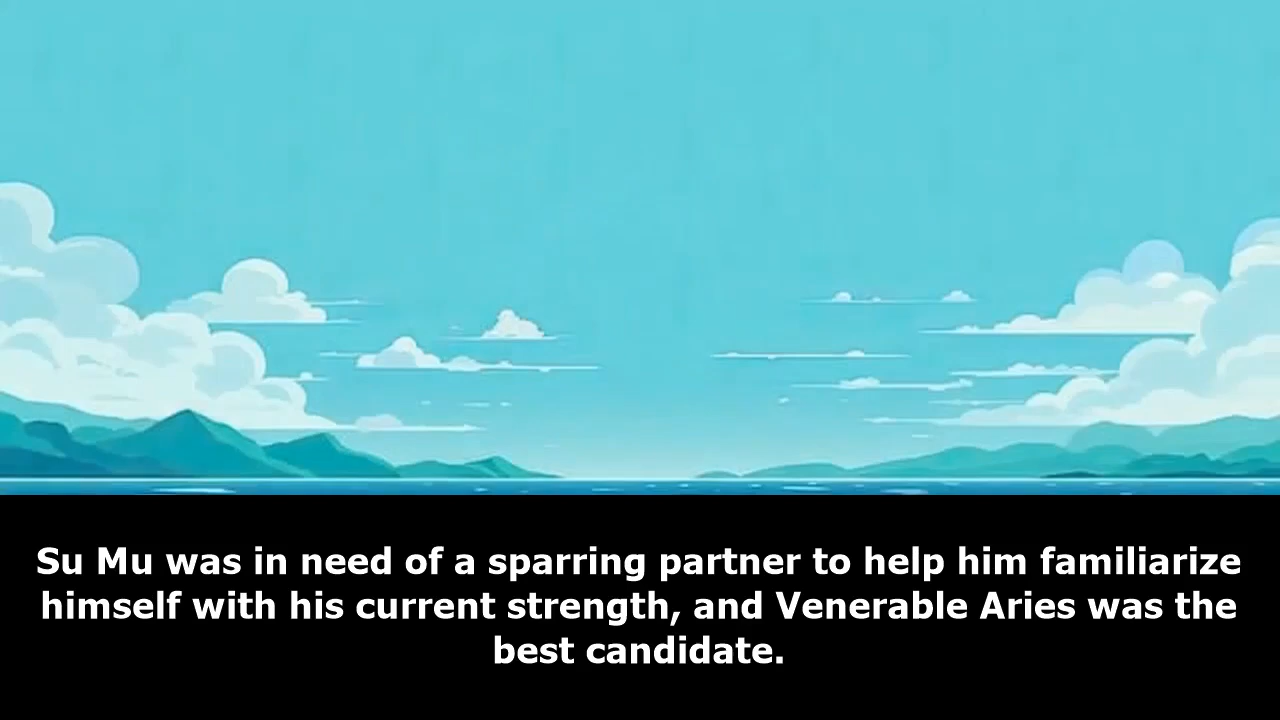 Su Mu was in need of a sparring partner to help him familiarize
himself with his current strength, and Venerable Aries was the
best candidate.